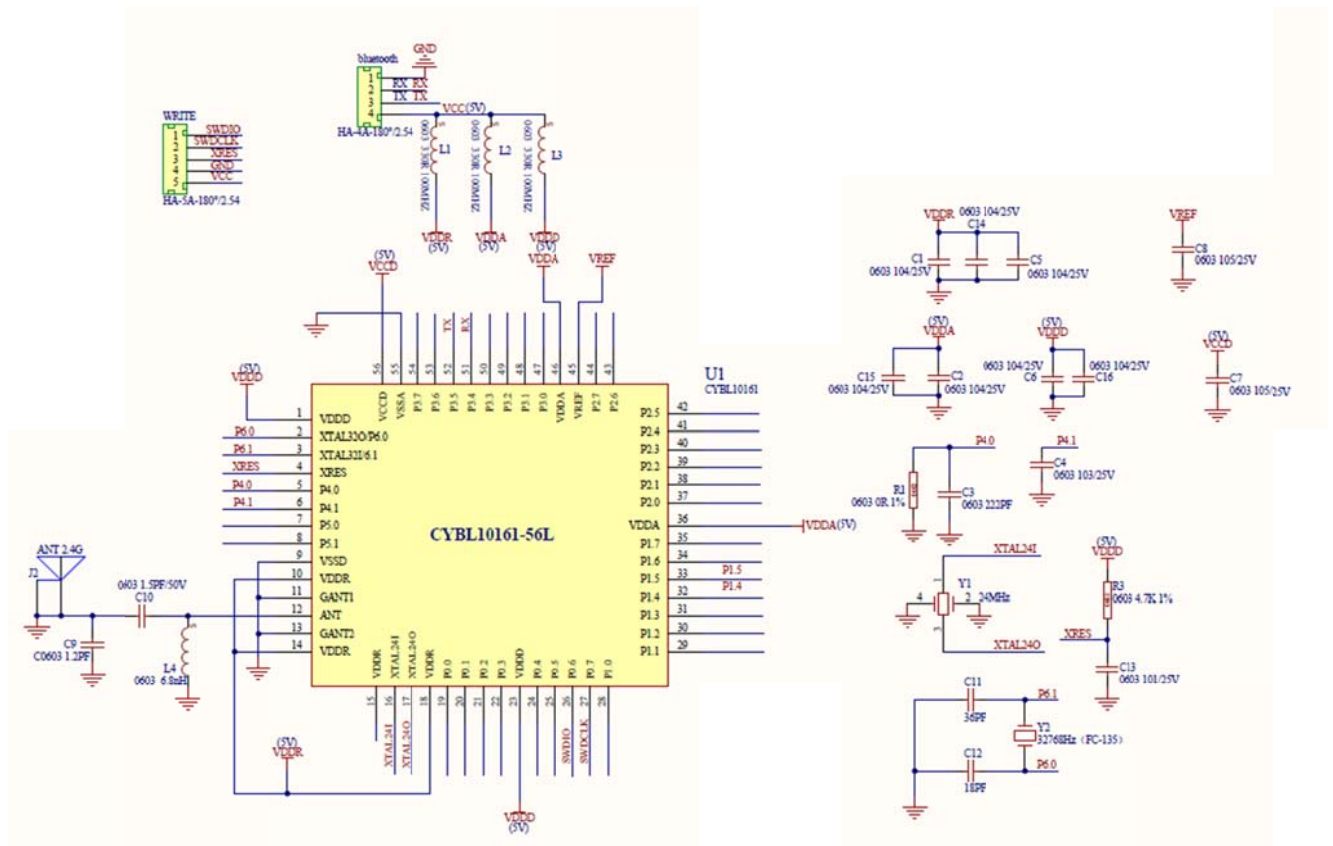 bluetooth
GND
1
2
3
4
RX RX
TX TX
VCC(5V)
HA-4A-180°/2.54
WRITE
1
2
3
4
5
SWDIO
SWDCLK
XRES
GND
VCC
HA-5A-180°/2.54
0603 330R 100MHZ
L1
0603 330R 100MHZ
L2
0603 330R 100MHZ
L3
VDDR
(5V)
VDDA
(5V)
VDDD
(5V)
(5V)
VCCD
VDDA
VREF
TX
RX
56
55
54
53
52
51
50
49
48
47
46
45
44
43
VCCD
VSSA
P3.7
P3.6
P3.5
P3.4
P3.3
P3.2
P3.1
P3.0
VDDA
VREF
P2.7
P2.6
U1
CYBL10161
(5V)
VDDD
1 VDDD
P6.0 2 XTAL32O/P6.0
P6.1 3 XTAL32I/6.1
XRES 4 XRES
P4.0 5 P4.0
P4.1 6 P4.1
7 P5.0
8 P5.1
9 VSSD
10 VDDR
11 GANT1
12 ANT
13 GANT2
14 VDDR
CYBL10161-56L
P2.5 42
P2.4 41
P2.3 40
P2.2 39
P2.1 38
P2.0 37
VDDA 36 VDDA(5V)
P1.7 35
P1.6 34
P1.5 33 P1.5
P1.4 32 P1.4
P1.3 31
P1.2 30
P1.1 29
VDDR
XTAL24I
XTAL24O
VDDR
P0.0
P0.1
P0.2
P0.3
VDDD
P0.4
P0.5
P0.6
P0.7
P1.0
15
16
17
18
19
20
21
22
23
24
25
26
27
28
XTAL24I
XTAL24O
SWDIO
SWDCLK
(5V)
VDDR
VDDD
(5V)
ANT 2.4G
J2
0603 1.5PF/50V
C10
C9
C0603 1.2PF
L4
0603 6.8nH
VDDR
0603 104/25V
C14
C1
0603 104/25V
C5
0603 104/25V
VREF
C8
0603 105/25V
(5V)
VDDA
C15
0603 104/25V
C2
0603 104/25V
(5V)
VDDD
0603 104/25V
C6
0603 104/25V
C16
(5V)
VCCD
C7
0603 105/25V
P4.0
0603 0R 1%
C3
0603 222PF
P4.1
C4
0603 103/25V
XTAL24I
1
Y1
4
2
24MHz
3
XTAL24O
(5V)
VDDD
R3
0603 4.7K 1%
XRES
C13
0603 101/25V
C11
36PF
P6.1
Y2
32768Hz（FC-135）
C12
18PF
P6.0